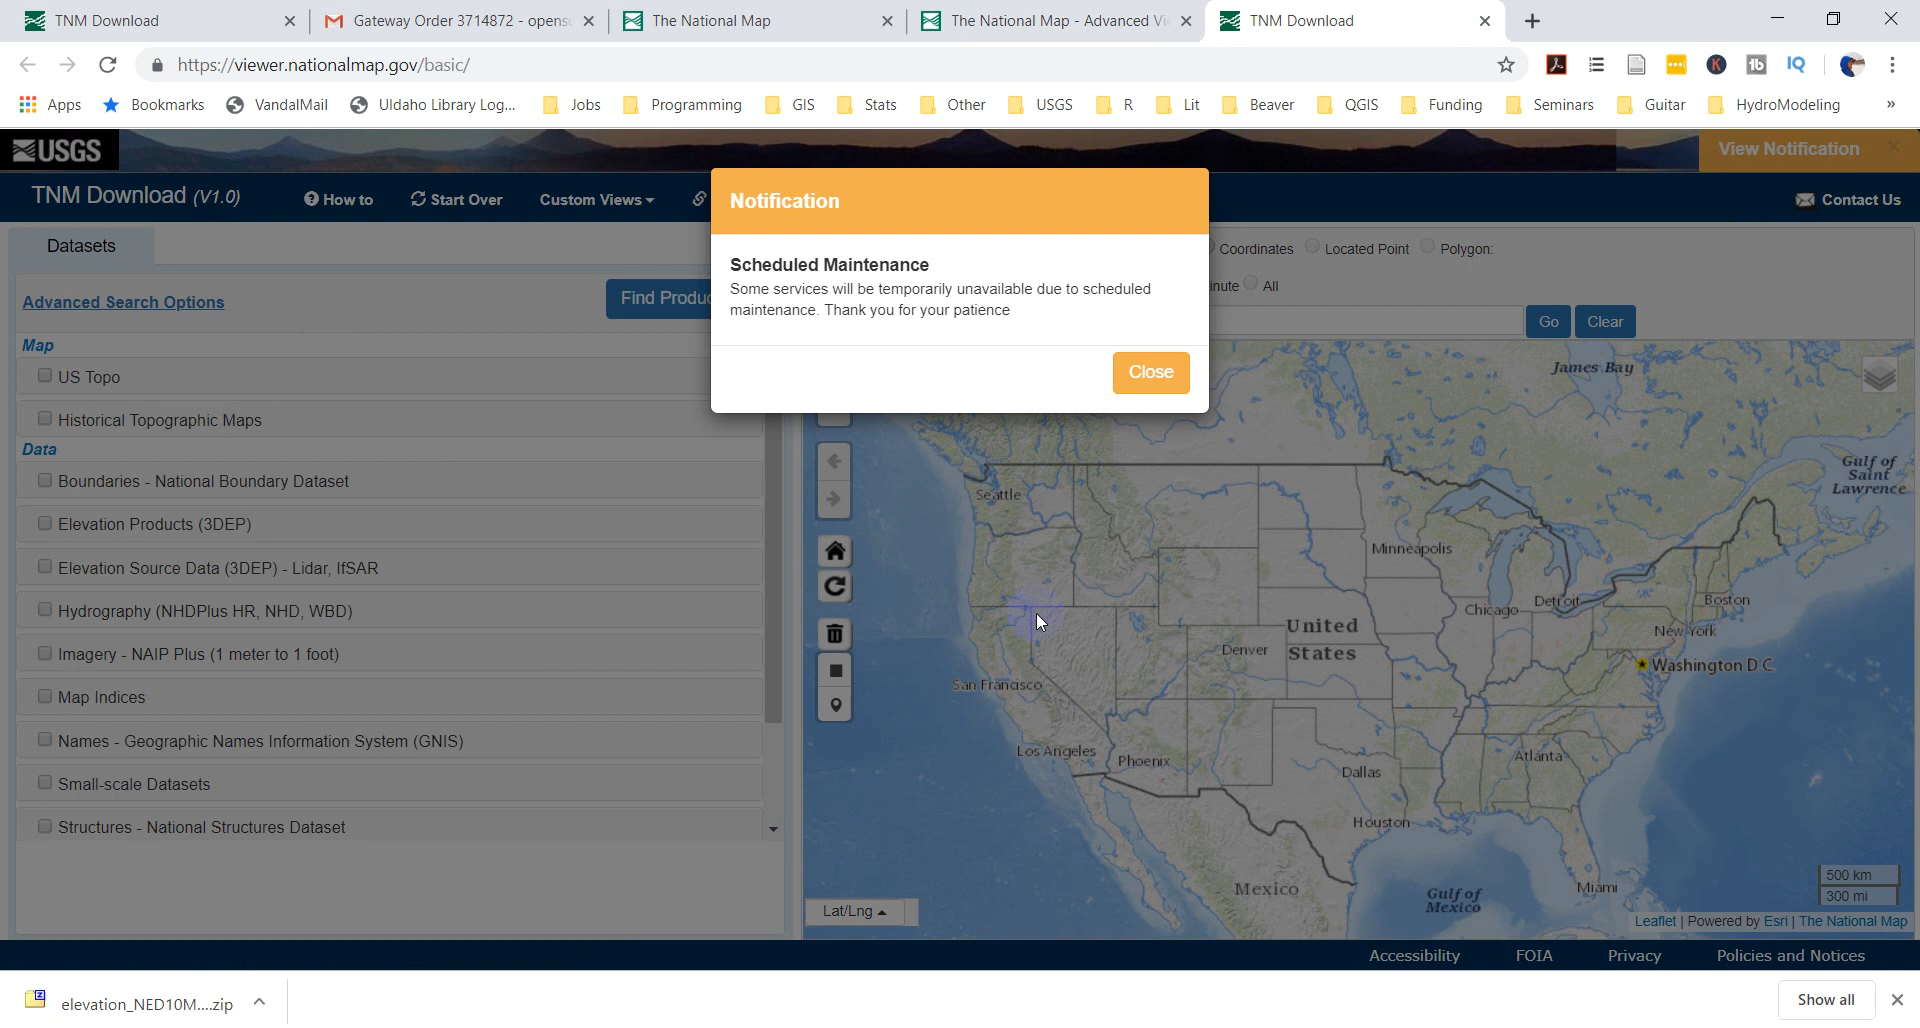 TNM Download
Gateway Order 3714872 - opens
The National Map
The National Map - Advanced Vi
TNM Download
https://viewer.nationalmap.gov/basic/
IQ
Apps
Bookmarks
VandalMail
UIdaho Library Log...
Jobs
Programming
GIS
Stats
Other
USGS
R
Lit
Beaver
QGIS
Funding
Seminars
Guitar
HydroModeling
»
USGS
View Notification
TNM Download (V1.0)
How to
Start Over
Custom Views
Contact Us
Notification
Scheduled Maintenance
Some services will be temporarily unavailable due to scheduled
maintenance. Thank you for your patience
Close
Datasets
Advanced Search Options
Find Produc
Map
US Topo
Historical Topographic Maps
Data
Boundaries - National Boundary Dataset
Elevation Products (3DEP)
Elevation Source Data (3DEP) - Lidar, IfSAR
Hydrography (NHDPlus HR, NHD, WBD)
Imagery - NAIP Plus (1 meter to 1 foot)
Map Indices
Names - Geographic Names Information System (GNIS)
Small-scale Datasets
Structures - National Structures Dataset
Coordinates
Located Point
Polygon:
inute
All
Go
Clear
James Bay
Gulf of
Saint
Lawrence
Seattle
Minneapolis
Chicago
Detroit
Boston
New York
United
States
Denver
Washington D.C.
San Francisco
Los Angeles
Phoenix
Atlanta
Dallas
Houston
Mexico
Gulf of
Mexico
Miami
500 km
300 mi
Lat/Lng
Leaflet | Powered by Esri | The National Map
Accessibility
FOIA
Privacy
Policies and Notices
elevation_NED10M....zip
Show all